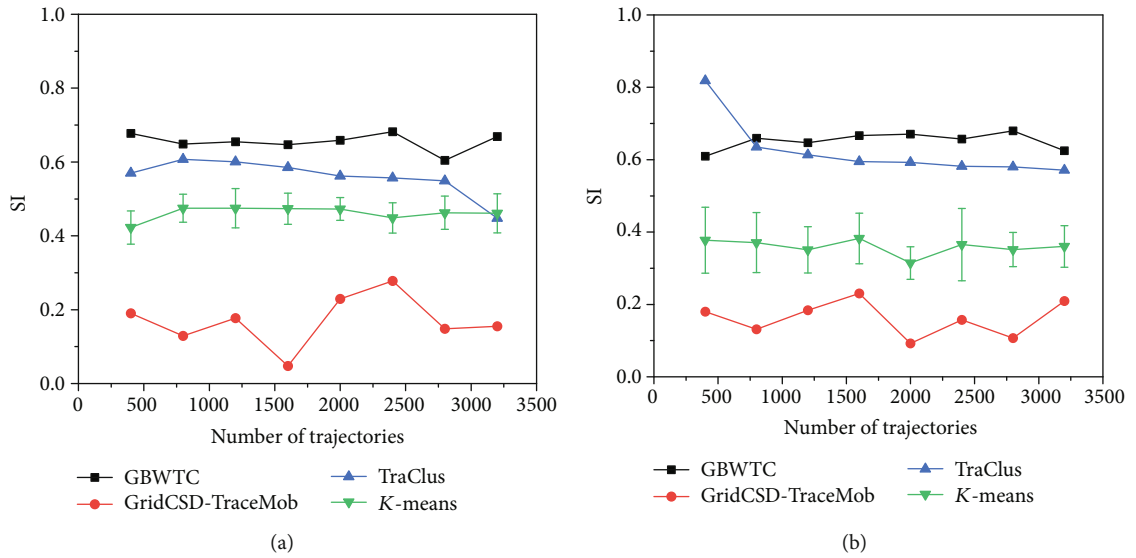 1.0
0.8
0.6
0.4
0.2
0.0
SI
0 500 1000 1500 2000 2500 3000 3500
Number of trajectories
GBWTC
GridCSD-TraceMob
TraClus
K-means
(a)
1.0
0.8
0.6
0.4
0.2
0.0
SI
0 500 1000 1500 2000 2500 3000 3500
Number of trajectories
GBWTC
GridCSD-TraceMob
TraClus
K-means
(b)